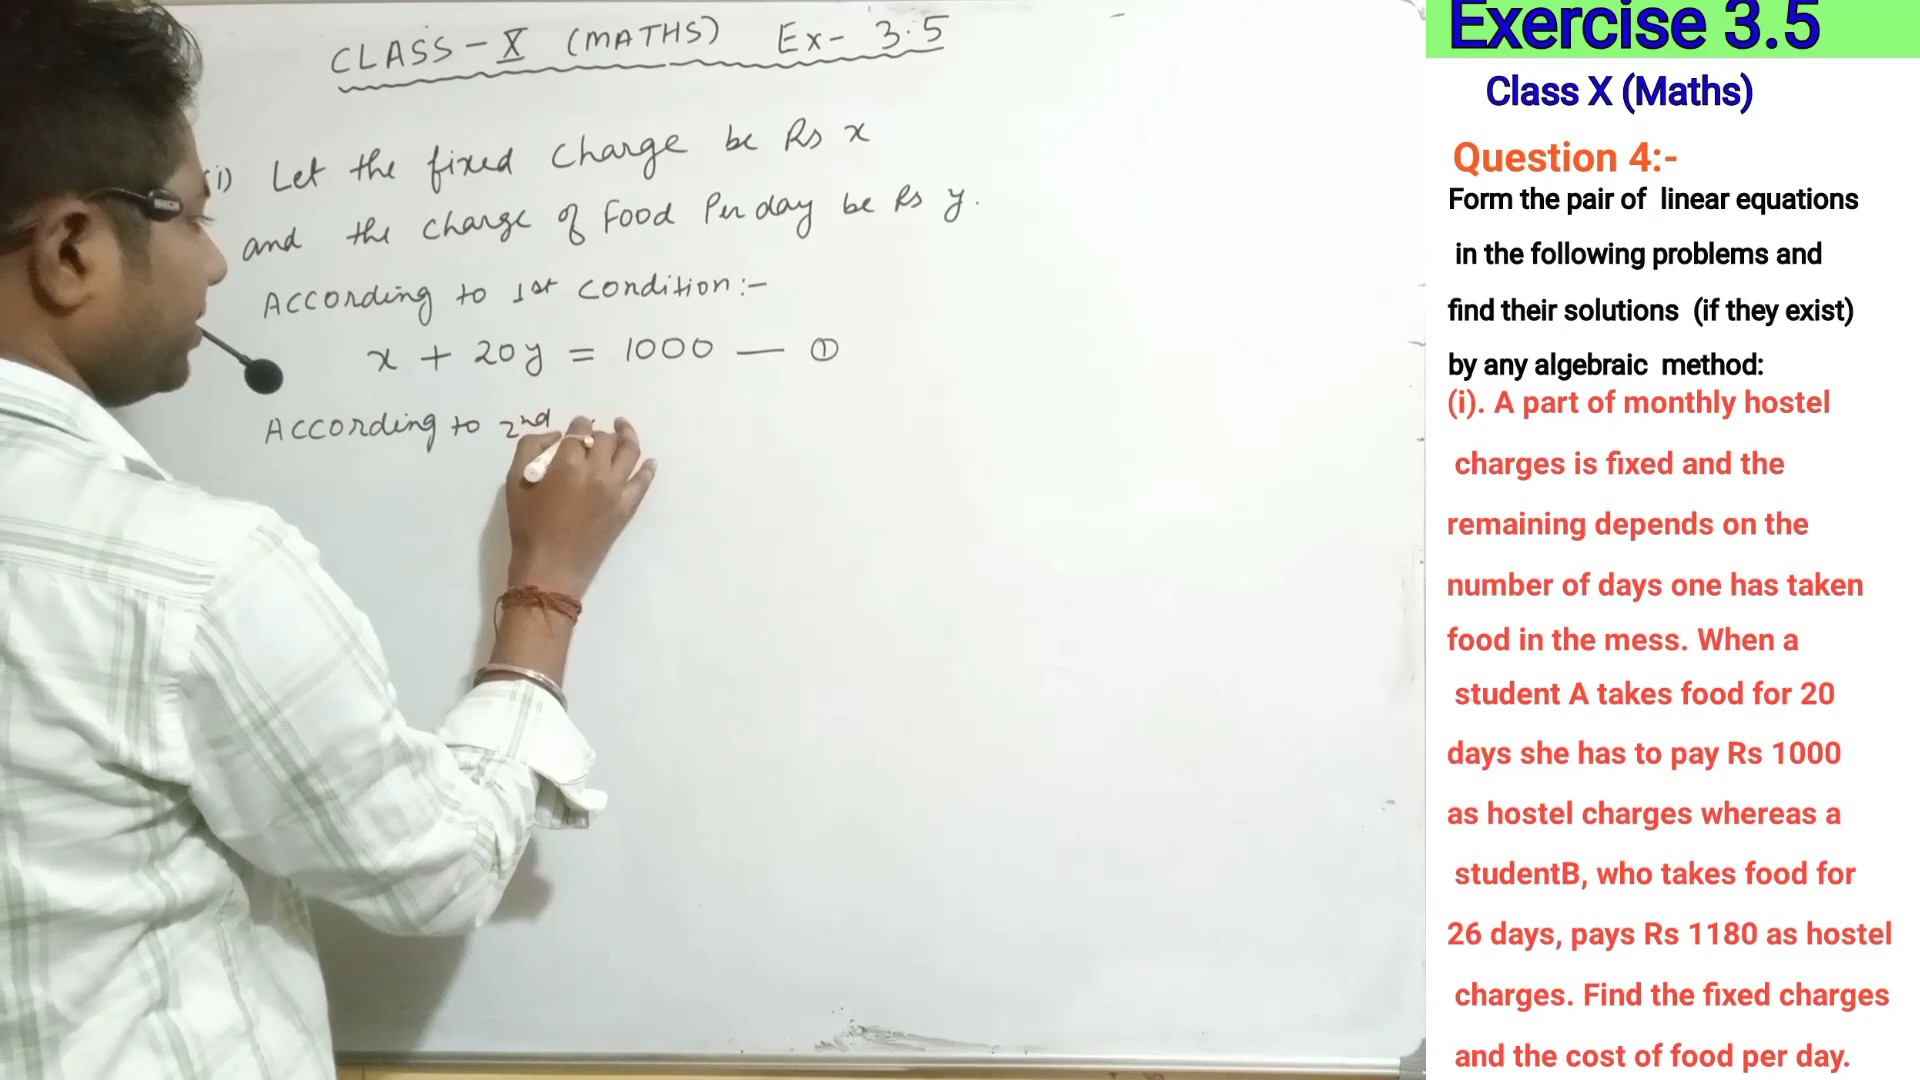 CLASS - X (MATHS) Ex- 3.5
(i) Let the fixed charge be Rs x
and the charge of Food Per day be Rs y.
According to 1st condition:-
x + 20y = 1000 — ①
According to 2nd
Exercise 3.5
Class X (Maths)
Question 4:-
Form the pair of linear equations
in the following problems and
find their solutions (if they exist)
by any algebraic method:
(i). A part of monthly hostel
charges is fixed and the
remaining depends on the
number of days one has taken
food in the mess. When a
student A takes food for 20
days she has to pay Rs 1000
as hostel charges whereas a
studentB, who takes food for
26 days, pays Rs 1180 as hostel
charges. Find the fixed charges
and the cost of food per day.